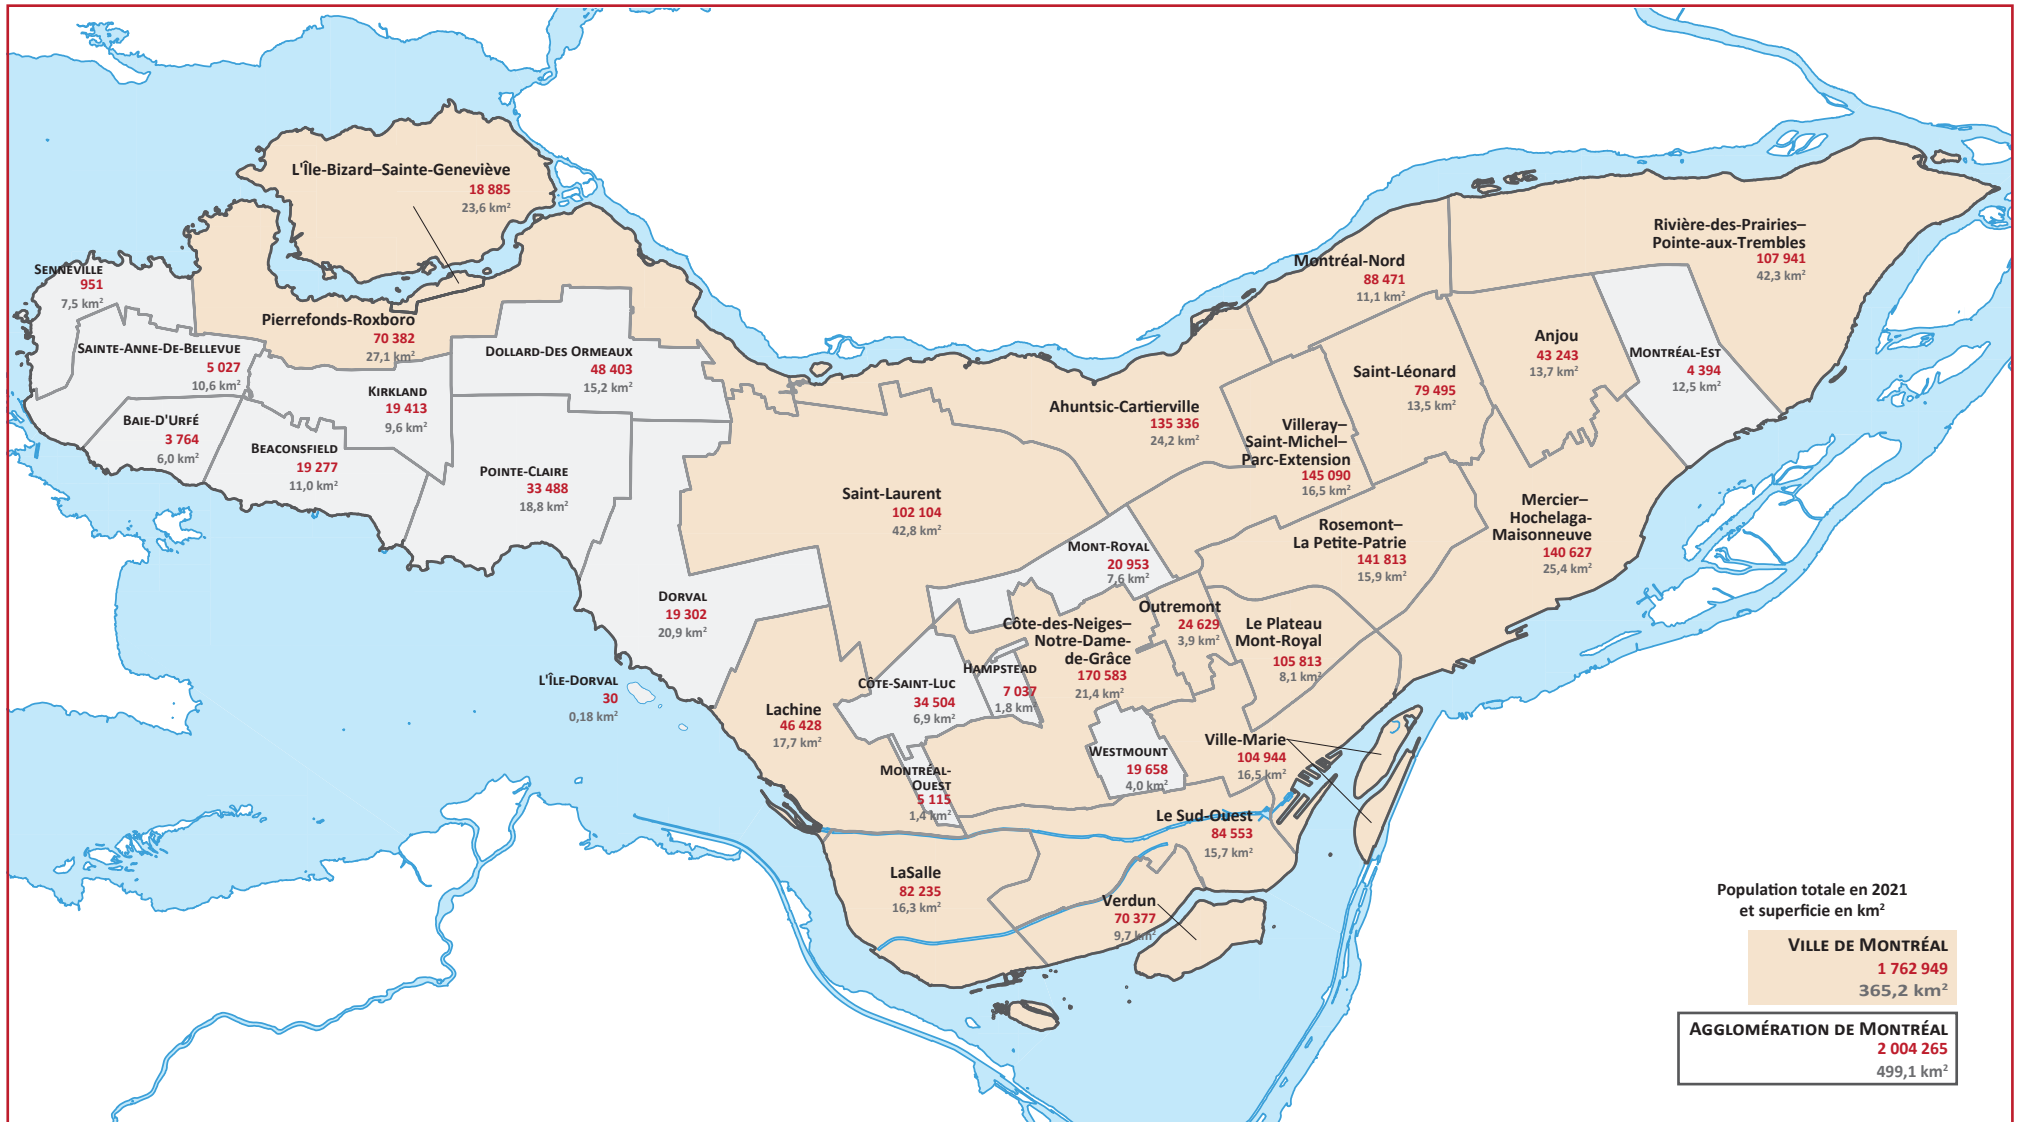 L'Île-Bizard–Sainte-Geneviève
18 885
23,6 km²
Senneville
951
7,5 km²
Pierrefonds-Roxboro
70 382
27,1 km²
Sainte-Anne-De-Bellevue
5 027
10,6 km²
Baie-D'Urfé
3 764
6,0 km²
Beaconsfield
19 277
11,0 km²
Kirkland
19 413
9,6 km²
Dollard-Des Ormeaux
48 403
15,2 km²
Pointe-Claire
33 488
18,8 km²
Dorval
19 302
20,9 km²
L'Île-Dorval
30
0,18 km²
Saint-Laurent
102 104
42,8 km²
Lachine
46 428
17,7 km²
Côte-Saint-Luc
34 504
6,9 km²
Hampstead
7 037
1,8 km²
Montréal-
Ouest
5 115
1,4 km²
LaSalle
82 235
16,3 km²
Verdun
70 377
9,7 km²
Le Sud-Ouest
84 553
15,7 km²
Westmount
19 658
4,0 km²
Ville-Marie
104 944
16,5 km²
Côte-des-Neiges–
Notre-Dame-
de-Grâce
170 583
21,4 km²
Mont-Royal
20 953
7,6 km²
Outremont
24 629
3,9 km²
Le Plateau
Mont-Royal
105 813
8,1 km²
Rosemont–
La Petite-Patrie
141 813
15,9 km²
Ahuntsic-Cartierville
135 336
24,2 km²
Villeray–
Saint-Michel–
Parc-Extension
145 090
16,5 km²
Saint-Léonard
79 495
13,5 km²
Montréal-Nord
88 471
11,1 km²
Anjou
43 243
13,7 km²
Montréal-Est
4 394
12,5 km²
Rivière-des-Prairies–
Pointe-aux-Trembles
107 941
42,3 km²
Mercier–
Hochelaga-
Maisonneuve
140 627
25,4 km²
Population totale en 2021
et superficie en km²
Ville de Montréal
1 762 949
365,2 km²
Agglomération de Montréal
2 004 265
499,1 km²